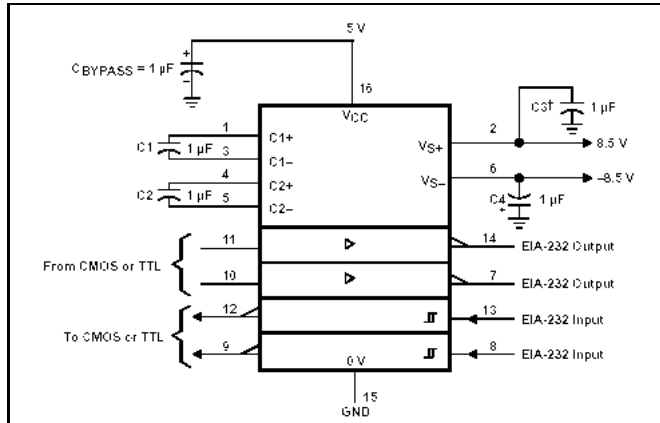 5 V
CBYPASS = 1 µF
+
−
16
VCC
C3†
1 µF
1
C1+
2
VS+
8.5 V
C1
1 µF
3
C1−
6
VS−
−8.5 V
4
C2+
C2
1 µF
5
C2−
C4
+
1 µF
11
14
EIA-232 Output
From CMOS or TTL
10
7
EIA-232 Output
12
13
EIA-232 Input
To CMOS or TTL
9
8
EIA-232 Input
0 V
15
GND